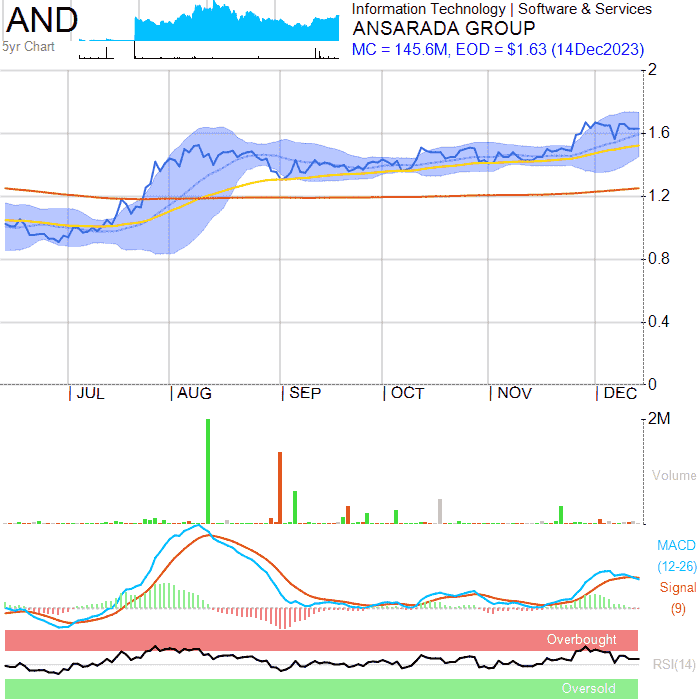 AND
5yr Chart
Information Technology | Software & Services
ANSARADA GROUP
MC = 145.6M, EOD = $1.63 (14Dec2023)
2
1.6
1.2
0.8
0.4
0
JUL AUG SEP OCT NOV DEC
2M
Volume
MACD
(12-26)
Signal
(9)
Overbought
RSI(14)
Oversold